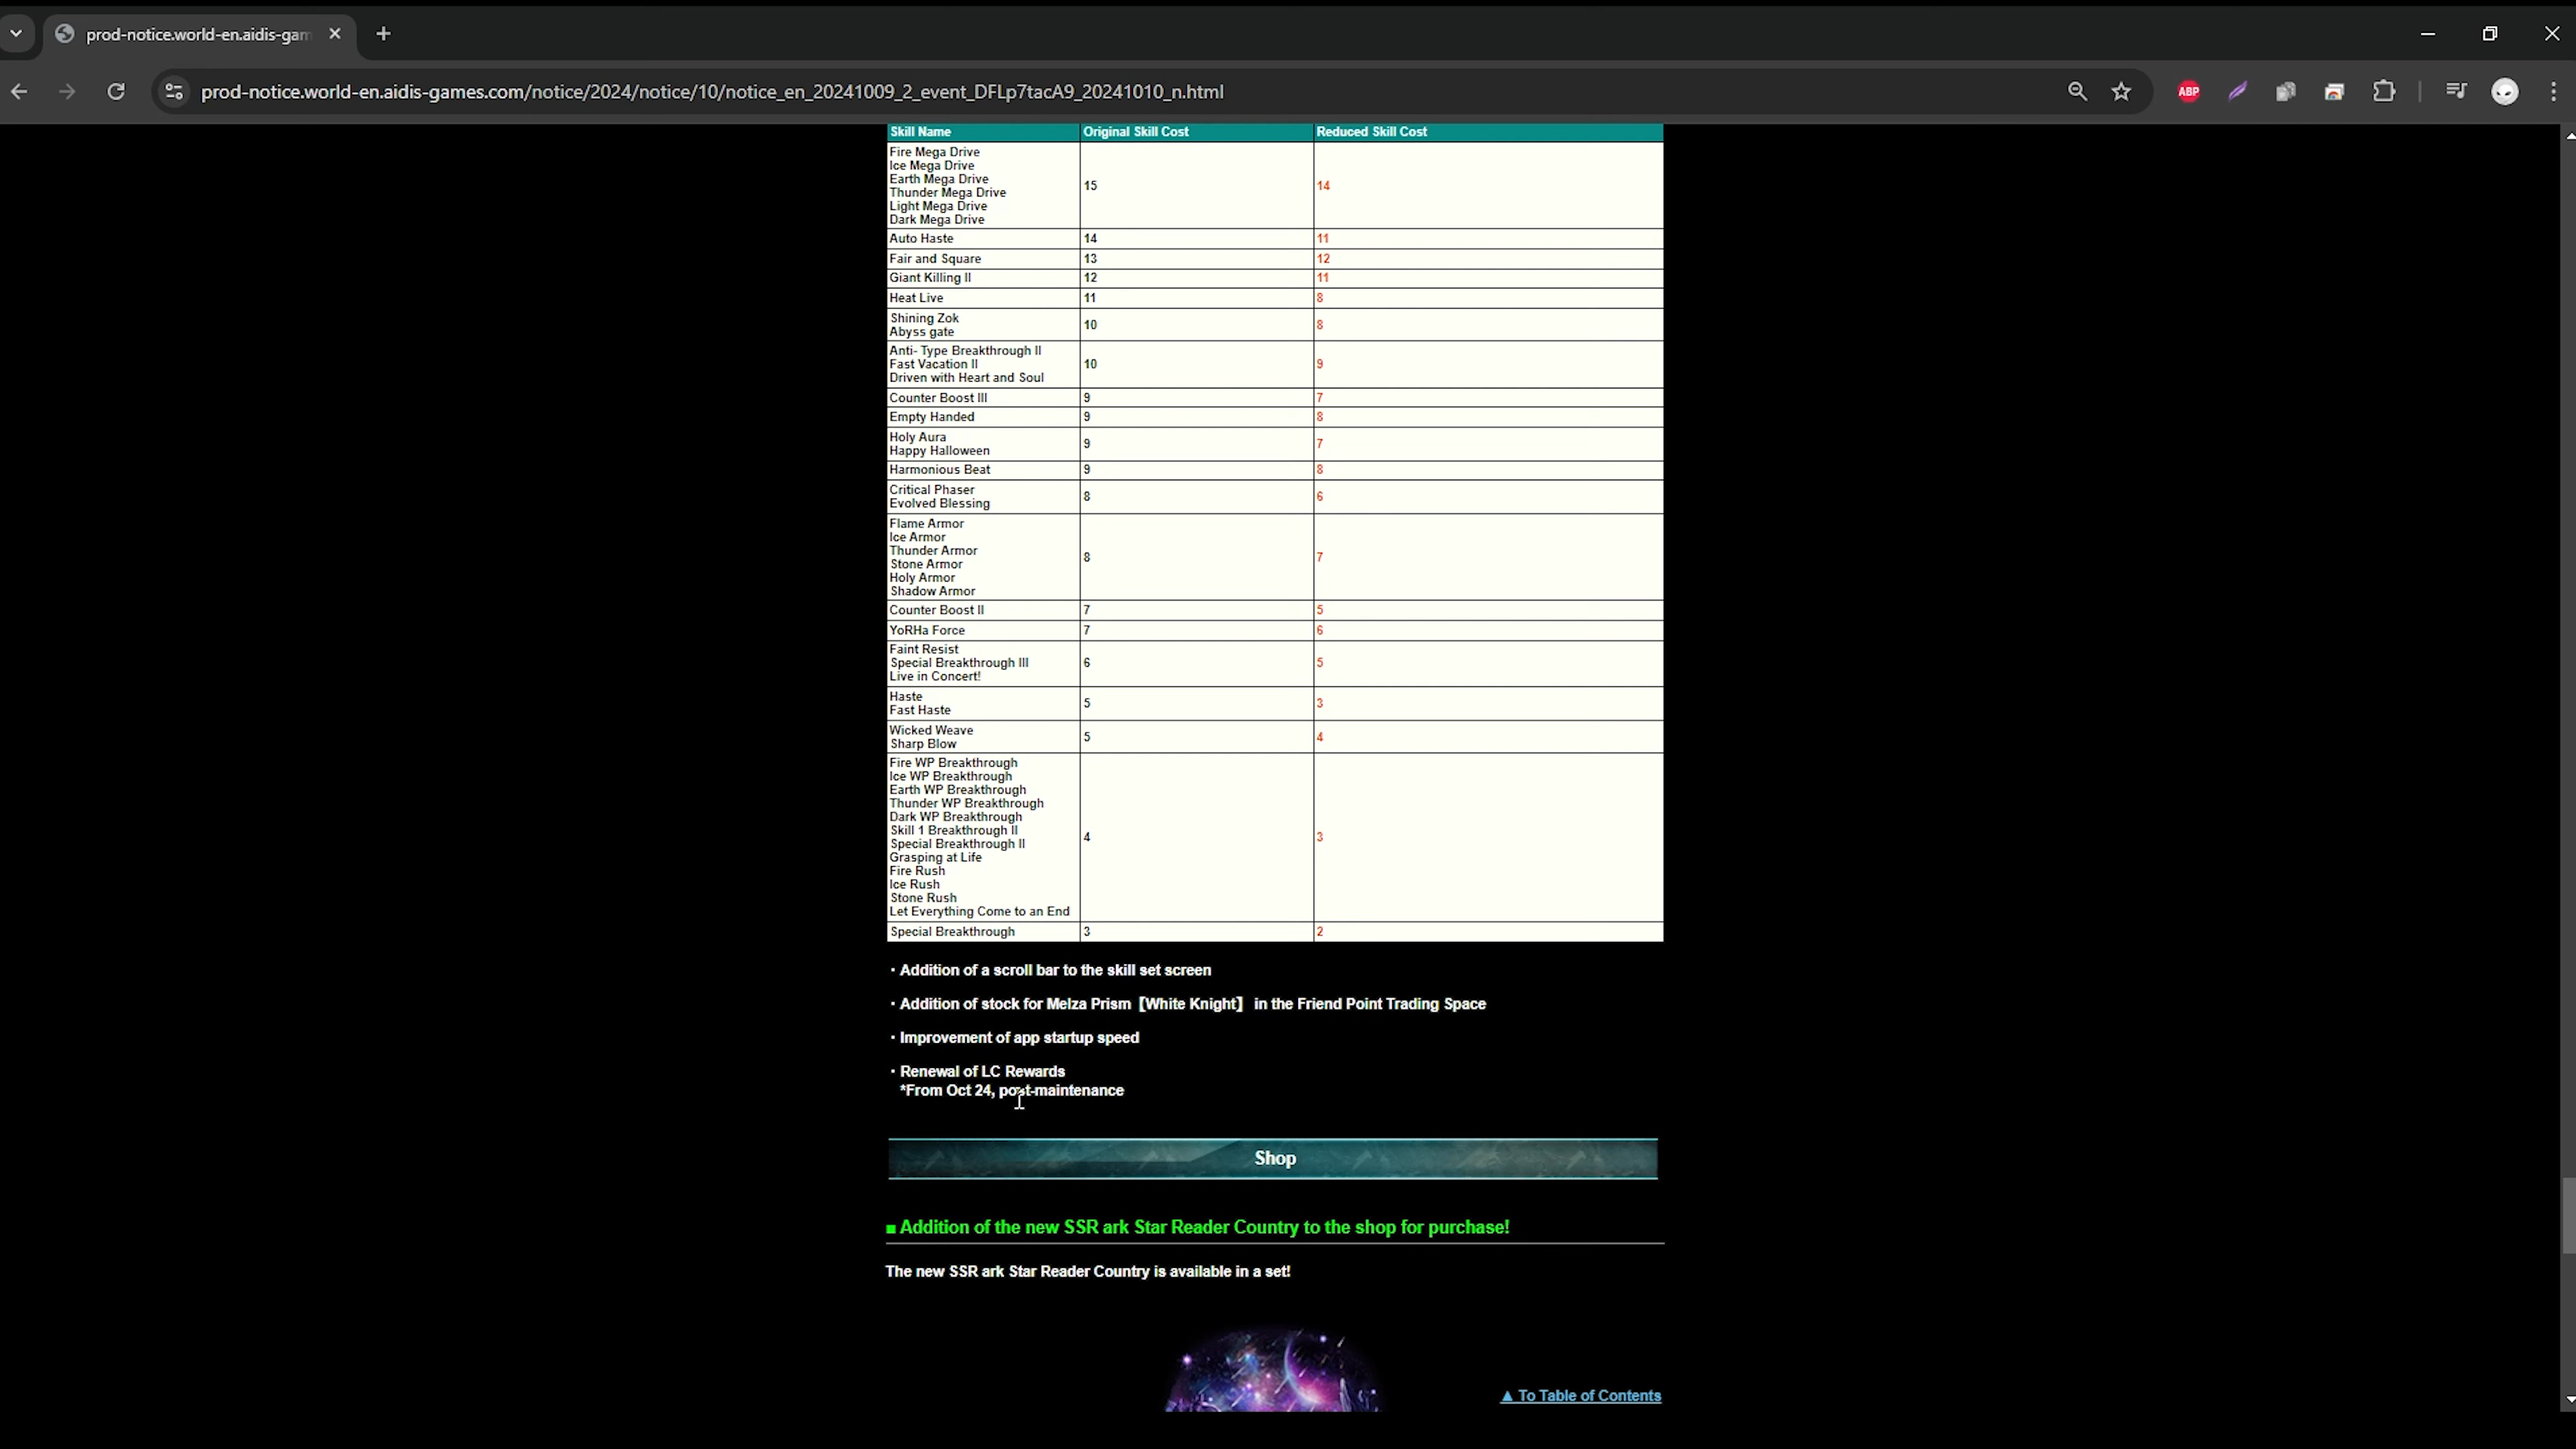 prod-notice.world-en.aidis-gam
prod-notice.world-en.aidis-games.com/notice/2024/notice/10/notice_en_20241009_2_event_DFLp7tacA9_20241010_n.html
ABP
Skill Name Original Skill Cost Reduced Skill Cost
Fire Mega Drive
Ice Mega Drive
Earth Mega Drive
Thunder Mega Drive
Light Mega Drive
Dark Mega Drive
15 14
Auto Haste 14 11
Fair and Square 13 12
Giant Killing II 12 11
Heat Live 11 8
Shining Zok
Abyss gate
10 8
Anti- Type Breakthrough II
Fast Vacation II
Driven with Heart and Soul
10 9
Counter Boost III 9 7
Empty Handed 9 8
Holy Aura
Happy Halloween
9 7
Harmonious Beat 9 8
Critical Phaser
Evolved Blessing
8 6
Flame Armor
Ice Armor
Thunder Armor
Stone Armor
Holy Armor
Shadow Armor
8 7
Counter Boost II 7 5
YoRHa Force 7 6
Faint Resist
Special Breakthrough III
Live in Concert!
6 5
Haste
Fast Haste
5 3
Wicked Weave
Sharp Blow
5 4
Fire WP Breakthrough
Ice WP Breakthrough
Earth WP Breakthrough
Thunder WP Breakthrough
Dark WP Breakthrough
Skill 1 Breakthrough II
Special Breakthrough II
Grasping at Life
Fire Rush
Ice Rush
Stone Rush
Let Everything Come to an End
4 3
Special Breakthrough 3 2
・Addition of a scroll bar to the skill set screen
・Addition of stock for Melza Prism【White Knight】 in the Friend Point Trading Space
・Improvement of app startup speed
・Renewal of LC Rewards
*From Oct 24, post-maintenance
Shop
■ Addition of the new SSR ark Star Reader Country to the shop for purchase!
The new SSR ark Star Reader Country is available in a set!
▲ To Table of Contents